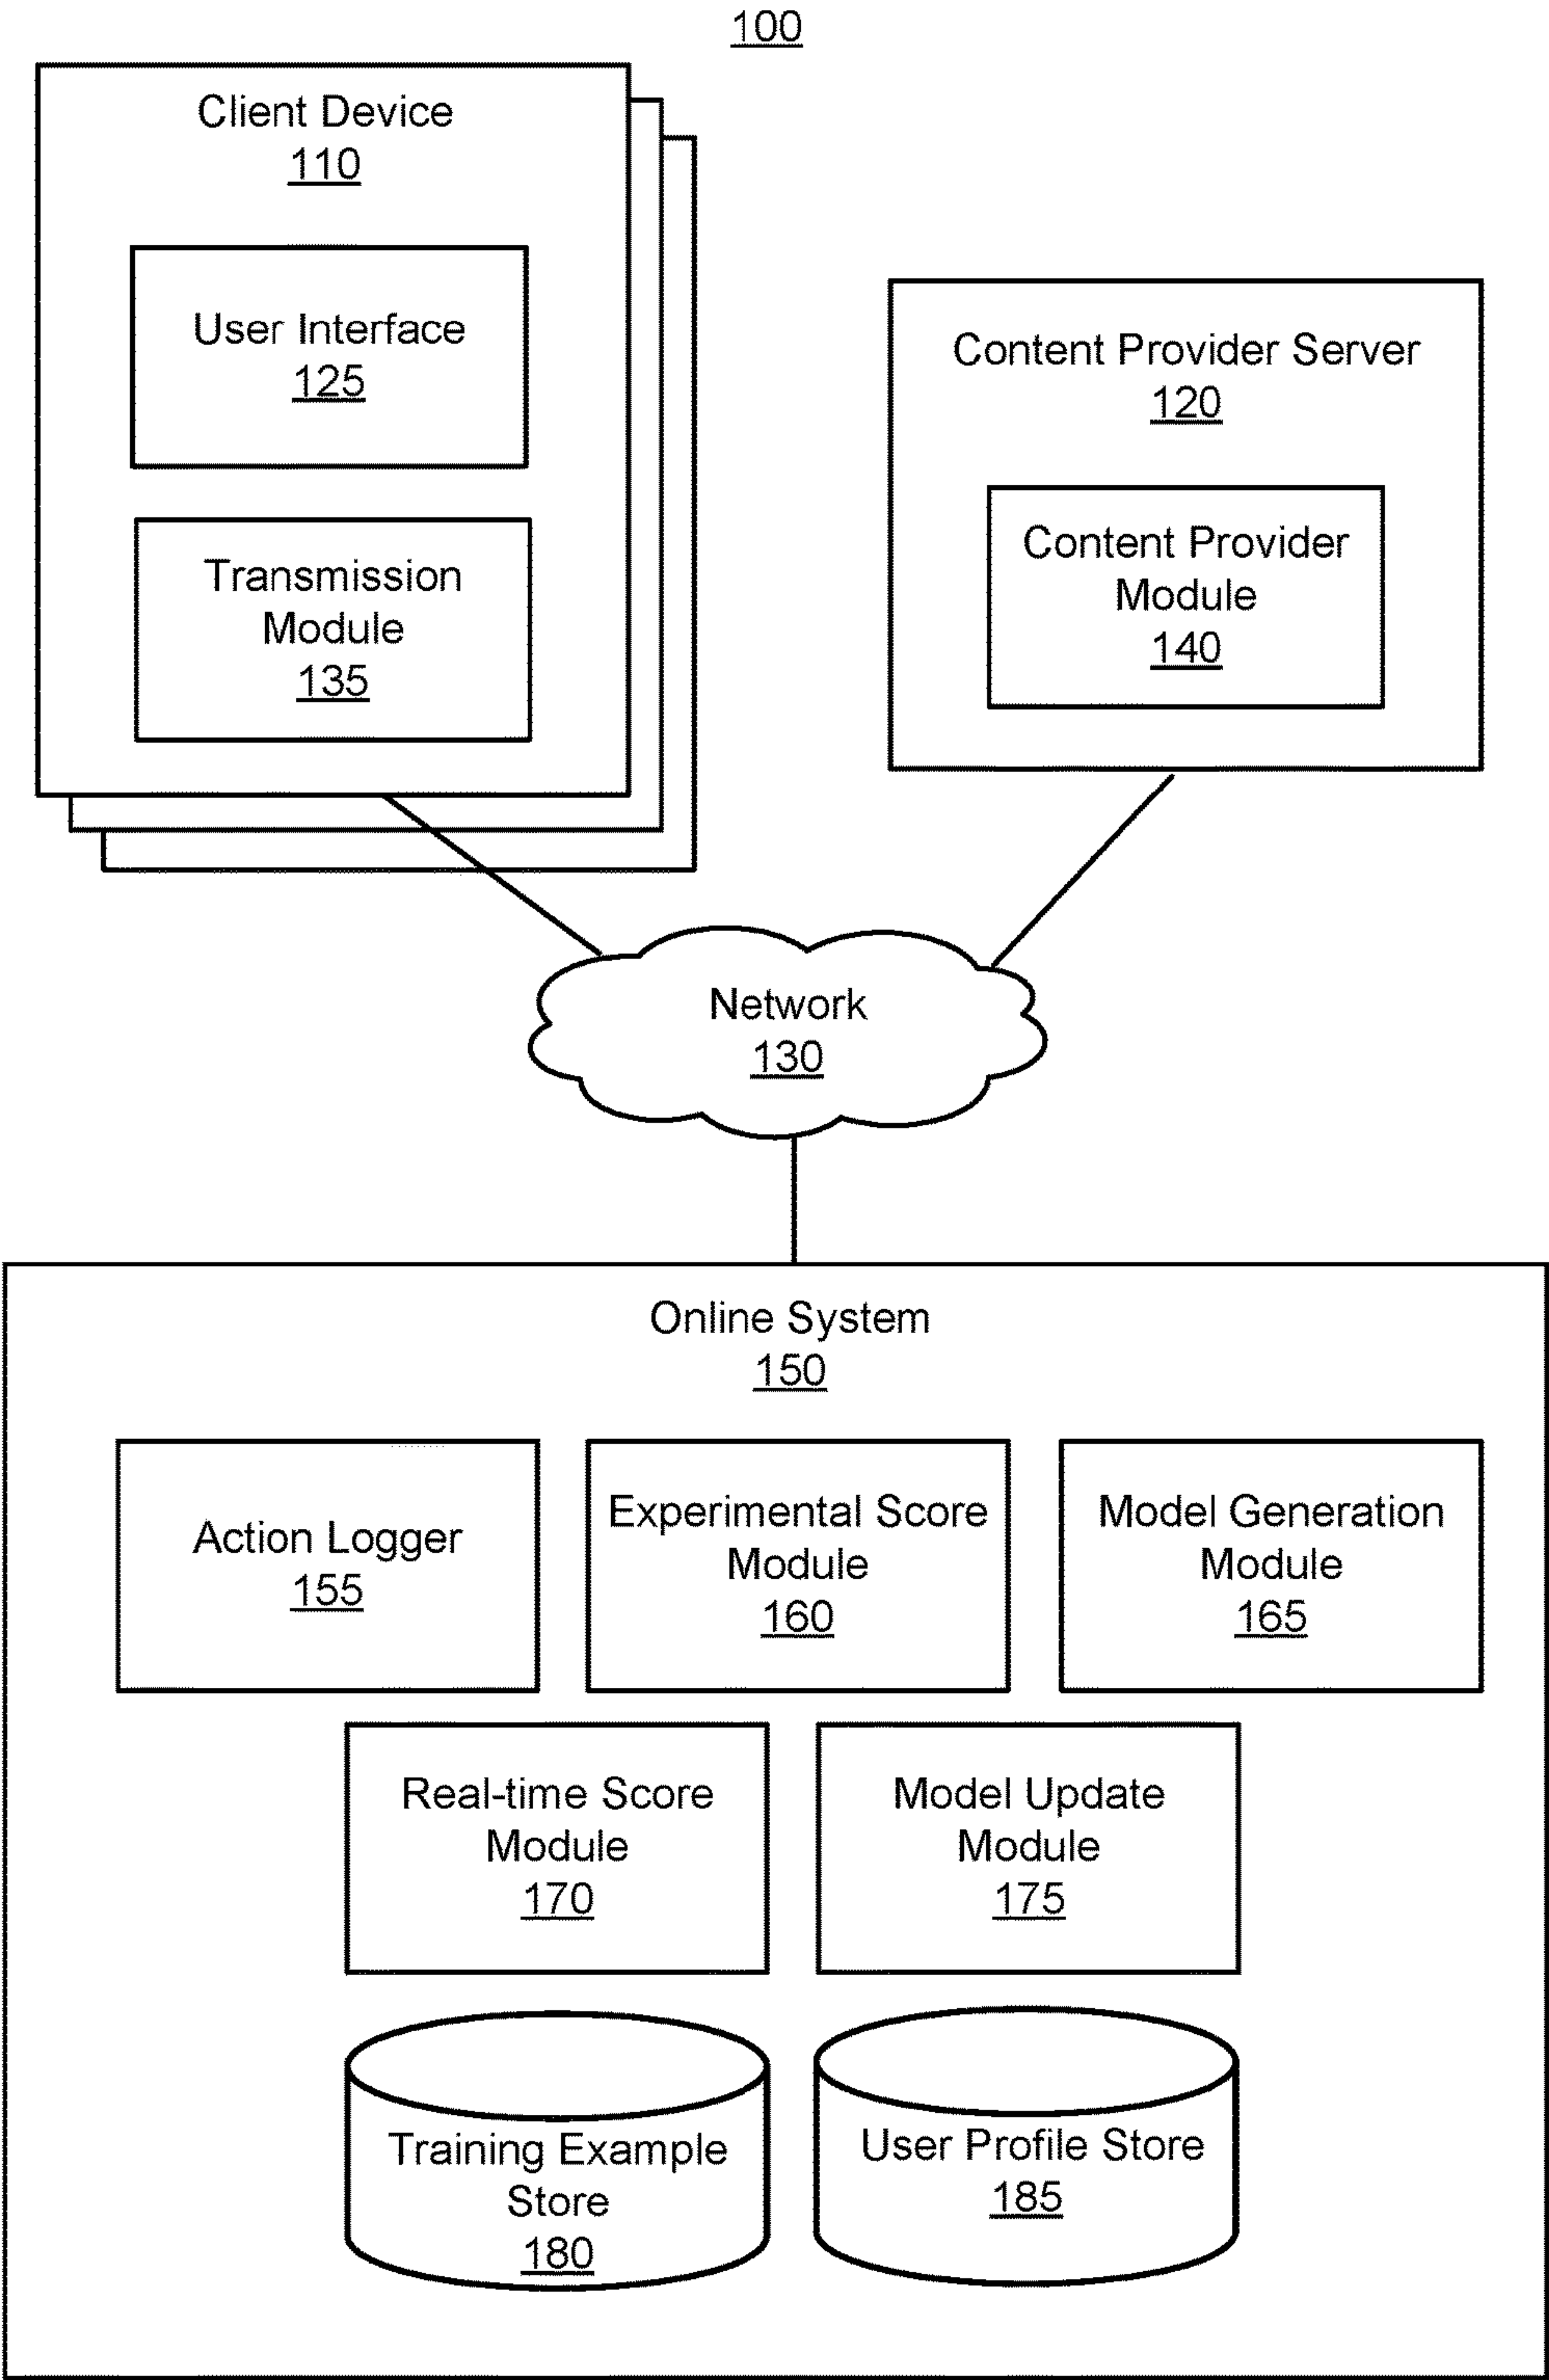 100
Client Device
110
User Interface
125
Transmission
Module
135
Content Provider Server
120
Content Provider
Module
140
Network
130
Online System
150
Action Logger
155
Experimental Score
Module
160
Model Generation
Module
165
Real-time Score
Module
170
Model Update
Module
175
Training Example
Store
180
User Profile Store
185